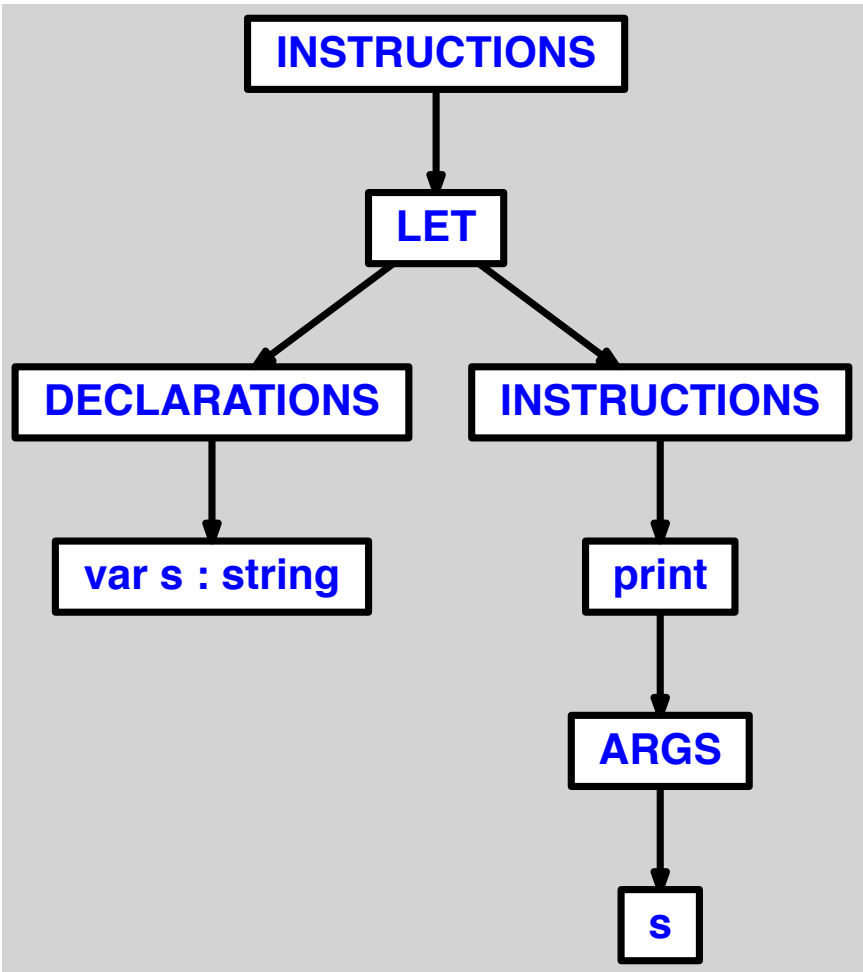 INSTRUCTIONS
LET
DECLARATIONS
INSTRUCTIONS
var s : string
print
ARGS
s